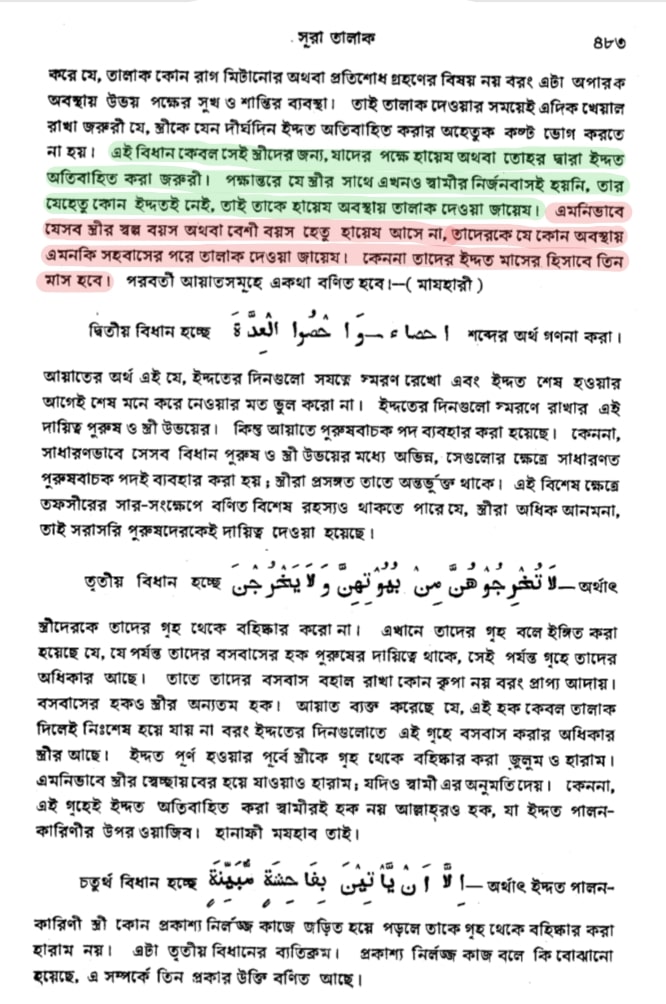 সূরা তালাক ৪৮৩
করে যে, তালাক কোন রাগ মিটানোর অথবা প্রতিশোধ গ্রহণের বিষয় নয় বরং এটা অপারক
অবস্থায় উভয় পক্ষের সুখ ও শান্তির ব্যবস্থা। তাই তালাক দেওয়ার সময়েই এদিক খেয়াল
রাখা জরুরী যে, স্ত্রীকে যেন দীর্ঘদিন ইদ্দত অতিবাহিত করার অহেতুক কষ্ট ভোগ করতে
না হয়। এই বিধান কেবল সেই স্ত্রীদের জন্য, যাদের পক্ষে হায়েয অথবা তোহর দ্বারা ইদ্দত
অতিবাহিত করা জরুরী। পক্ষান্তরে যে স্ত্রীর সাথে এখনও স্বামীর নির্জনবাসই হয়নি, তার
যেহেতু কোন ইদ্দতই নেই, তাই তাকে হায়েয অবস্থায় তালাক দেওয়া জায়েয। এমনিভাবে
যেসব স্ত্রীর স্বল্প বয়স অথবা বেশী বয়স হেতু হায়েয আসে না, তাদেরকে যে কোন অবস্থায়
এমনকি সহবাসের পরে তালাক দেওয়া জায়েয। কেননা তাদের ইদ্দত মাসের হিসাবে তিন
মাস হবে। পরবর্তী আয়াতসমূহে একথা বর্ণিত হবে।—(মাযহারী)
দ্বিতীয় বিধান হচ্ছে وَاَحْصُوا الْعِدَّةَ—احصاء শব্দের অর্থ গণনা করা।
আয়াতের অর্থ এই যে, ইদ্দতের দিনগুলো সযত্নে স্মরণ রেখো এবং ইদ্দত শেষ হওয়ার
আগেই শেষ মনে করে নেওয়ার মত ভুল করো না। ইদ্দতের দিনগুলো স্মরণে রাখার এই
দায়িত্ব পুরুষ ও স্ত্রী উভয়ের। কিন্তু আয়াতে পুরুষবাচক পদ ব্যবহার করা হয়েছে। কেননা,
সাধারণভাবে যেসব বিধান পুরুষ ও স্ত্রী উভয়ের মধ্যে অভিন্ন, সেগুলোর ক্ষেত্রে সাধারণত
পুরুষবাচক পদই ব্যবহার করা হয়; স্ত্রীরা প্রসঙ্গত তাতে অন্তর্ভুক্ত থাকে। এই বিশেষ ক্ষেত্রে
তফসীরের সার-সংক্ষেপে বর্ণিত বিশেষ রহস্যও থাকতে পারে যে, স্ত্রীরা অধিক আনমনা,
তাই সরাসরি পুরুষদেরকেই দায়িত্ব দেওয়া হয়েছে।
তৃতীয় বিধান হচ্ছে لَا تُخْرِجُوْهُنَّ مِنْ بُيُوْتِهِنَّ وَلَا يَخْرُجْنَ—অর্থাৎ
স্ত্রীদেরকে তাদের গৃহ থেকে বহিষ্কার করো না। এখানে তাদের গৃহ বলে ইঙ্গিত করা
হয়েছে যে, যে পর্যন্ত তাদের বসবাসের হক পুরুষের দায়িত্বে থাকে, সেই পর্যন্ত গৃহে তাদের
অধিকার আছে। তাতে তাদের বসবাস বহাল রাখা কোন কৃপা নয় বরং প্রাপ্য আদায়।
বসবাসের হকও স্ত্রীর অন্যতম হক। আয়াত ব্যক্ত করেছে যে, এই হক কেবল তালাক
দিলেই নিঃশেষ হয়ে যায় না বরং ইদ্দতের দিনগুলোতে এই গৃহে বসবাস করার অধিকার
স্ত্রীর আছে। ইদ্দত পূর্ণ হওয়ার পূর্বে স্ত্রীকে গৃহ থেকে বহিষ্কার করা জুলুম ও হারাম।
এমনিভাবে স্ত্রীর স্বেচ্ছায় বের হয়ে যাওয়াও হারাম; যদিও স্বামী এর অনুমতি দেয়। কেননা,
এই গৃহেই ইদ্দত অতিবাহিত করা স্বামীরই হক নয় আল্লাহ্‌রও হক, যা ইদ্দত পালন-
কারিণীর উপর ওয়াজিব। হানাফী মযহাব তাই।
চতুর্থ বিধান হচ্ছে اِلَّا اَنْ يَّاْتِيْنَ بِفَاحِشَةٍ مُّبَيِّنَةٍ—অর্থাৎ ইদ্দত পালন-
কারিণী স্ত্রী কোন প্রকাশ্য নির্লজ্জ কাজে জড়িত হয়ে পড়লে তাকে গৃহ থেকে বহিষ্কার করা
হারাম নয়। এটা তৃতীয় বিধানের ব্যতিক্রম। প্রকাশ্য নির্লজ্জ কাজ বলে কি বোঝানো
হয়েছে, এ সম্পর্কে তিন প্রকার উক্তি বর্ণিত আছে।